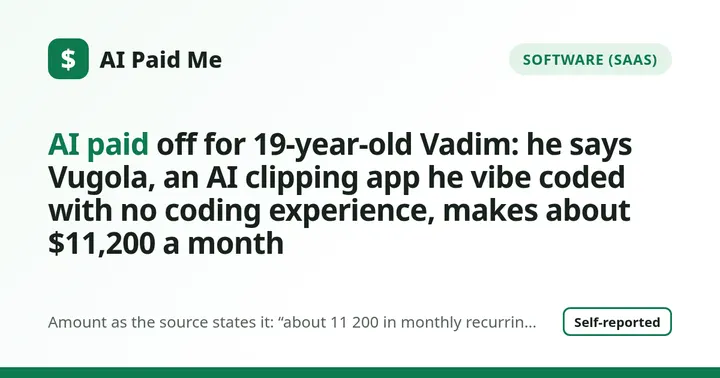 $ AI Paid Me
SOFTWARE (SAAS)
AI paid off for 19-year-old Vadim: he says
Vugola, an AI clipping app he vibe coded
with no coding experience, makes about
$11,200 a month
Amount as the source states it: “about 11 200 in monthly recurrin…
Self-reported